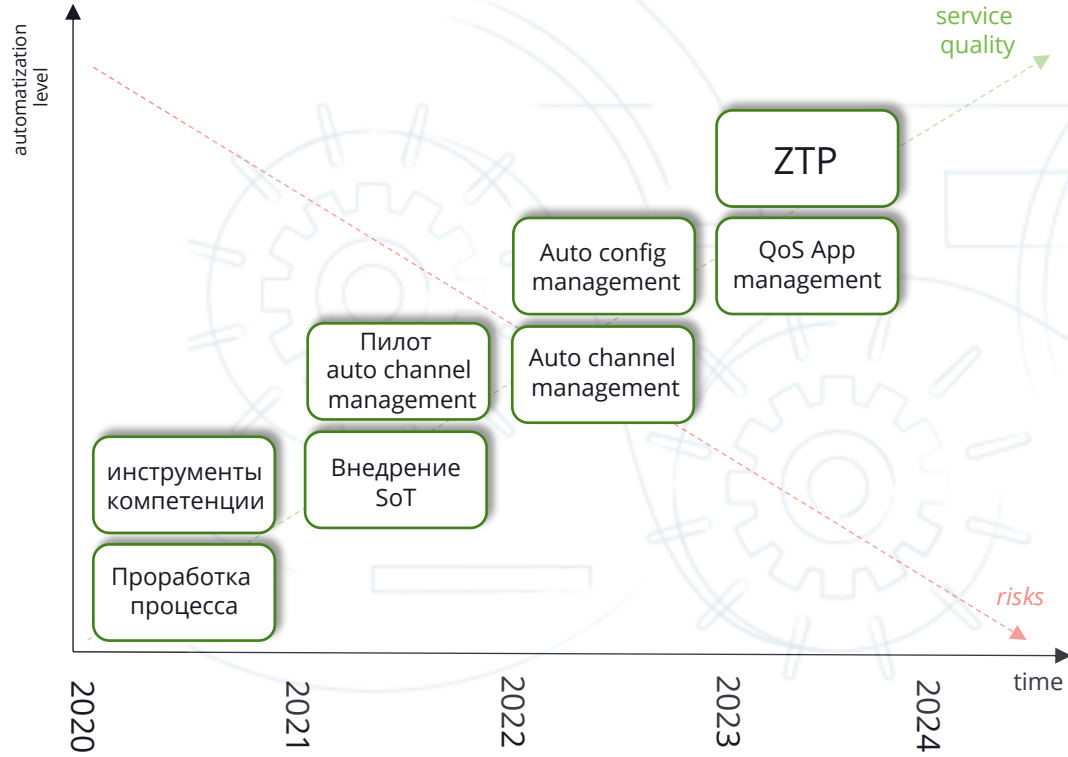 service
quality
automatization
level
ZTP
Auto config
management
QoS App
management
Пилот
auto channel
management
Auto channel
management
инструменты
компетенции
Внедрение
SoT
Проработка
процесса
risks
time
2020
2021
2022
2023
2024